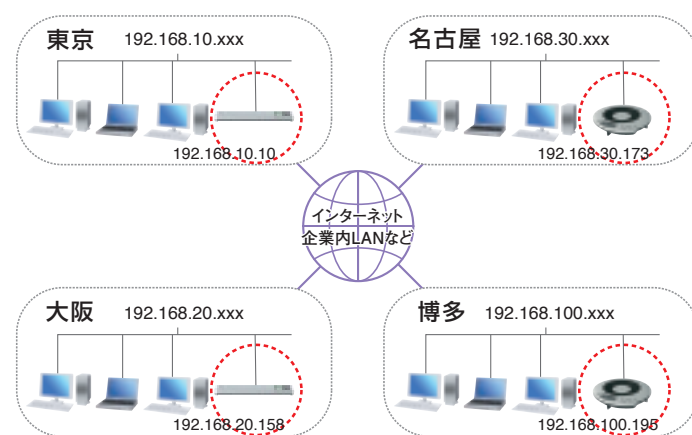 東京 192.168.10.xxx
192.168.10.10
名古屋 192.168.30.xxx
192.168.30.173
インターネット
企業内LANなど
大阪 192.168.20.xxx
192.168.20.158
博多 192.168.100.xxx
192.168.100.195